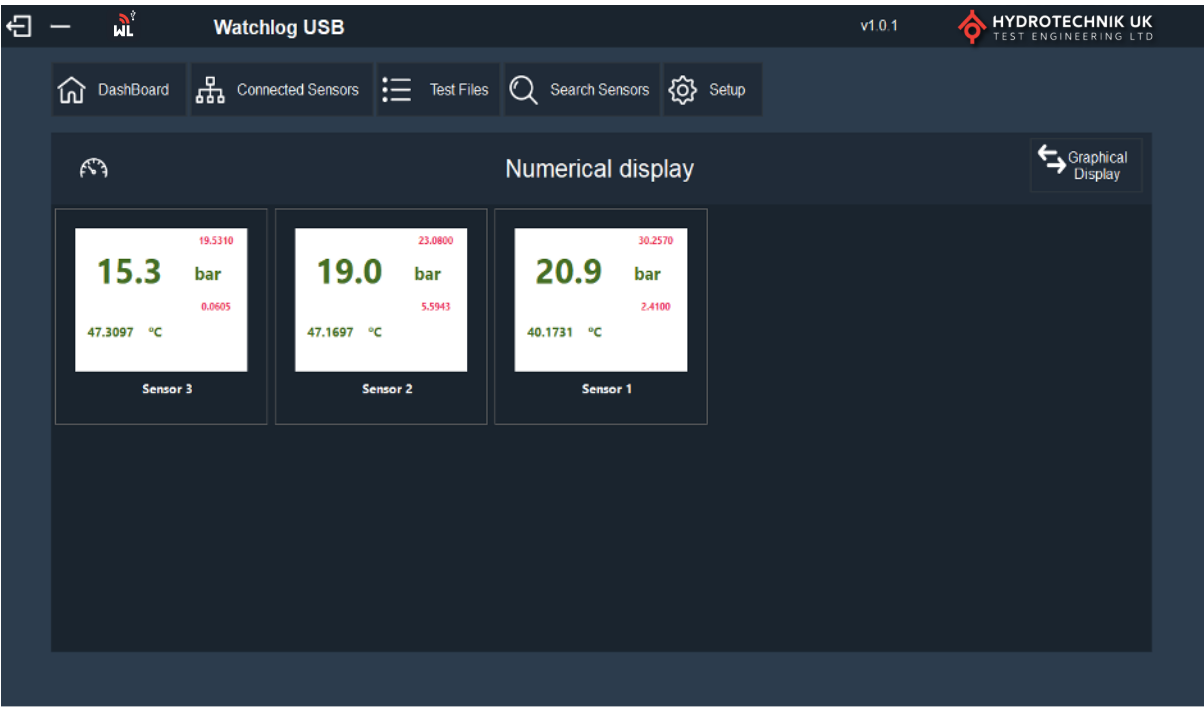 WL
Watchlog USB
v1.0.1
HYDROTECHNIK UK
TEST ENGINEERING LTD
DashBoard
Connected Sensors
Test Files
Search Sensors
Setup
Numerical display
Graphical
Display
19.5310
15.3 bar
0.0605
47.3097 °C
Sensor 3
23.0800
19.0 bar
5.5943
47.1697 °C
Sensor 2
30.2570
20.9 bar
2.4100
40.1731 °C
Sensor 1